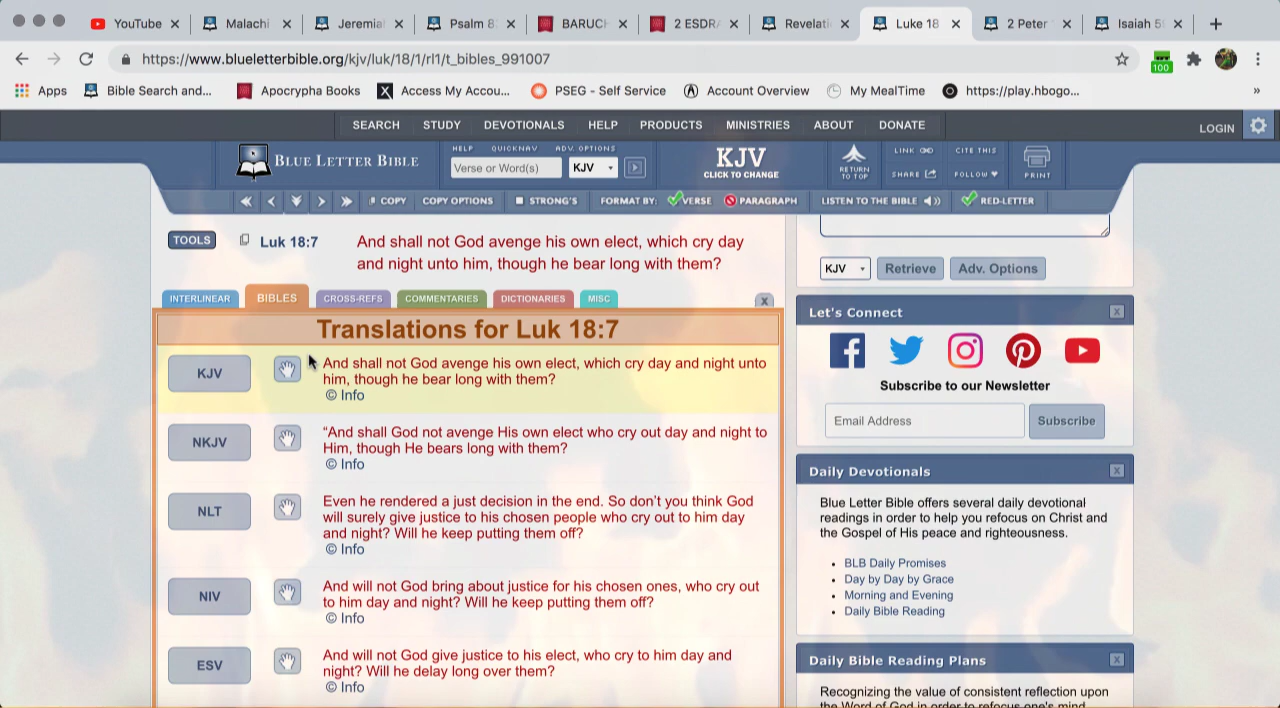 YouTube
Malachi
Jeremia
Psalm 8
BARUCH
2 ESDRA
Revelati
Luke 18
2 Peter
Isaiah 5
https://www.blueletterbible.org/kjv/luk/18/1/rl1/t_bibles_991007
100
Apps
Bible Search and...
Apocrypha Books
Access My Accou...
PSEG - Self Service
Account Overview
My MealTime
https://play.hbogo...
»
SEARCH STUDY DEVOTIONALS HELP PRODUCTS MINISTRIES ABOUT DONATE
LOGIN
BLUE LETTER BIBLE
HELP QUICKNAV ADV. OPTIONS
Verse or Word(s) KJV
KJV
CLICK TO CHANGE
RETURN
TO TOP
LINK CITE THIS
SHARE FOLLOW
PRINT
COPY COPY OPTIONS STRONG'S FORMAT BY: VERSE PARAGRAPH LISTEN TO THE BIBLE RED-LETTER
TOOLS Luk 18:7
And shall not God avenge his own elect, which cry day
and night unto him, though he bear long with them?
INTERLINEAR BIBLES CROSS-REFS COMMENTARIES DICTIONARIES MISC X
Translations for Luk 18:7
KJV
And shall not God avenge his own elect, which cry day and night unto
him, though he bear long with them?
© Info
NKJV
“And shall God not avenge His own elect who cry out day and night to
Him, though He bears long with them?
© Info
NLT
Even he rendered a just decision in the end. So don’t you think God
will surely give justice to his chosen people who cry out to him day
and night? Will he keep putting them off?
© Info
NIV
And will not God bring about justice for his chosen ones, who cry out
to him day and night? Will he keep putting them off?
© Info
ESV
And will not God give justice to his elect, who cry to him day and
night? Will he delay long over them?
© Info
KJV Retrieve Adv. Options
Let's Connect x
Subscribe to our Newsletter
Email Address Subscribe
Daily Devotionals x
Blue Letter Bible offers several daily devotional
readings in order to help you refocus on Christ and
the Gospel of His peace and righteousness.
BLB Daily Promises
Day by Day by Grace
Morning and Evening
Daily Bible Reading
Daily Bible Reading Plans x
Recognizing the value of consistent reflection upon
the Word of God in order to refocus one's mind